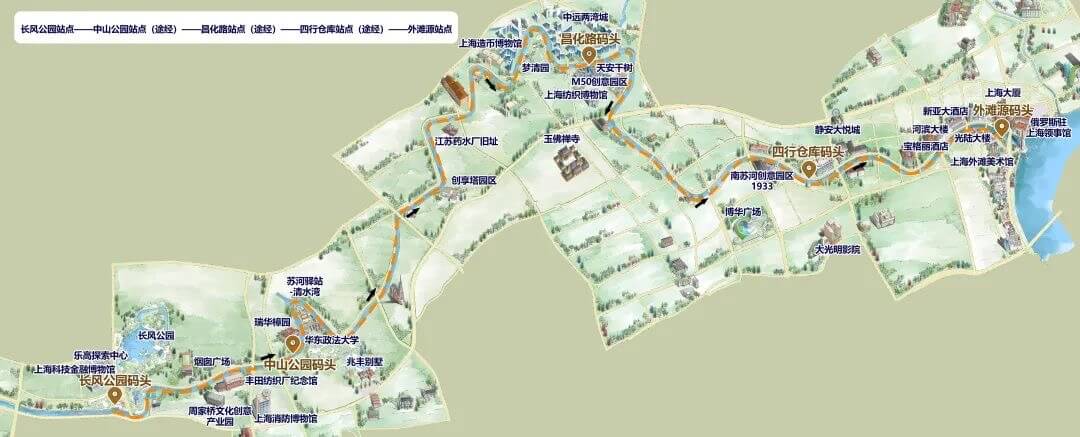 长风公园站点——中山公园站点（途经）——昌化路站点（途经）——四行仓库站点（途经）——外滩源站点
中远两湾城
昌化路码头
上海造币博物馆
梦清园
天安千树
M50创意园区
上海纺织博物馆
江苏药水厂旧址
玉佛禅寺
创享塔园区
上海大厦
新亚大酒店
外滩源码头
静安大悦城
河滨大楼
光陆大楼
俄罗斯驻
上海领事馆
宝格丽酒店
四行仓库码头
上海外滩美术馆
南苏河创意园区
1933
博华广场
大光明影院
苏河驿站
-清水湾
瑞华樟园
华东政法大学
长风公园
乐高探索中心
烟囱广场
中山公园码头
兆丰别墅
上海科技金融博物馆
长风公园码头
丰田纺织厂纪念馆
周家桥文化创意
产业园
上海消防博物馆